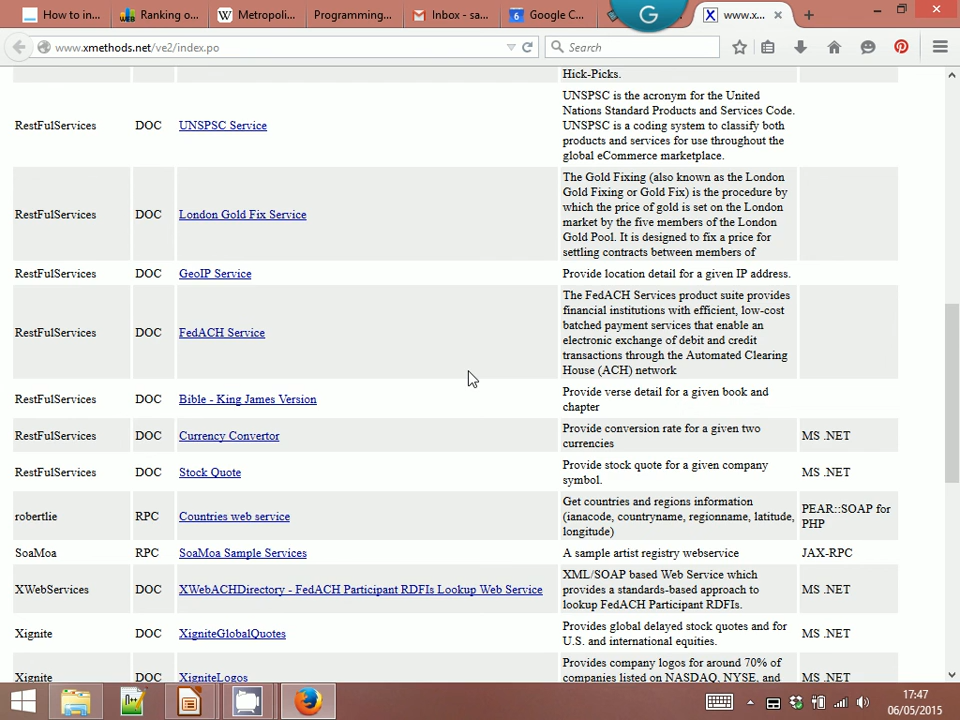 How to in...
Ranking o...
Metropoli...
Programming...
Inbox - sa...
Google C...
www.x...
www.xmethods.net/ve2/index.po
Search
Hick-Picks.
RestFulServices DOC UNSPSC Service
UNSPSC is the acronym for the United
Nations Standard Products and Services Code.
UNSPSC is a coding system to classify both
products and services for use throughout the
global eCommerce marketplace.
RestFulServices DOC London Gold Fix Service
The Gold Fixing (also known as the London
Gold Fixing or Gold Fix) is the procedure by
which the price of gold is set on the London
market by the five members of the London
Gold Pool. It is designed to fix a price for
settling contracts between members of
RestFulServices DOC GeoIP Service Provide location detail for a given IP address.
RestFulServices DOC FedACH Service
The FedACH Services product suite provides
financial institutions with efficient, low-cost
batched payment services that enable an
electronic exchange of debit and credit
transactions through the Automated Clearing
House (ACH) network
RestFulServices DOC Bible - King James Version
Provide verse detail for a given book and
chapter
RestFulServices DOC Currency Convertor
Provide conversion rate for a given two
currencies
MS .NET
RestFulServices DOC Stock Quote
Provide stock quote for a given company
symbol.
MS .NET
robertlie RPC Countries web service
Get countries and regions information
(ianacode, countryname, regionname, latitude,
longitude)
PEAR::SOAP for
PHP
SoaMoa RPC SoaMoa Sample Services A sample artist registry webservice JAX-RPC
XWebServices DOC XWebACHDirectory - FedACH Participant RDFIs Lookup Web Service
XML/SOAP based Web Service which
provides a standards-based approach to
lookup FedACH Participant RDFIs.
MS .NET
Xignite DOC XigniteGlobalQuotes
Provides global delayed stock quotes and for
U.S. and international equities.
MS .NET
Xignite DOC XigniteLogos
Provides company logos for around 70% of
companies listed on NASDAQ, NYSE, and
MS .NET
17:47
06/05/2015